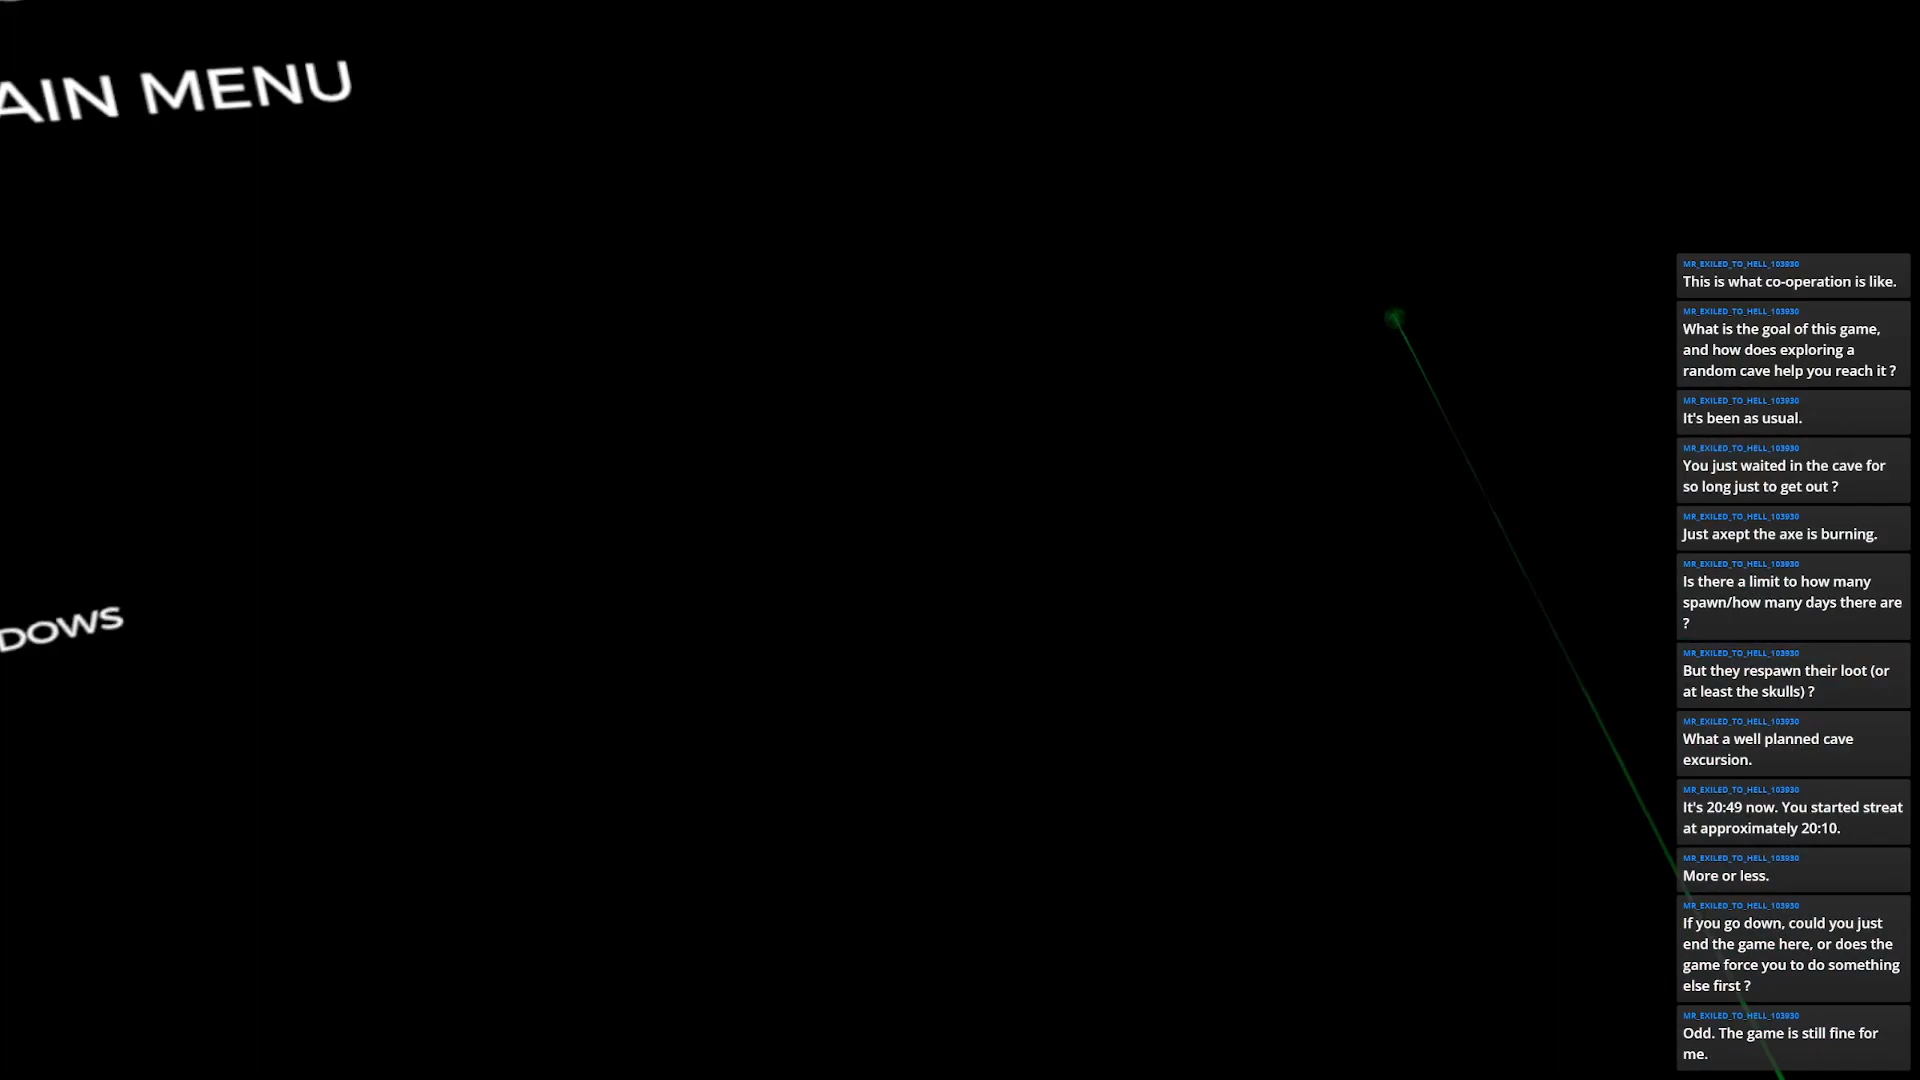 AIN MENU
DOWS
MR_EXILED_TO_HELL_103930
This is what co-operation is like.
MR_EXILED_TO_HELL_103930
What is the goal of this game,
and how does exploring a
random cave help you reach it ?
MR_EXILED_TO_HELL_103930
It's been as usual.
MR_EXILED_TO_HELL_103930
You just waited in the cave for
so long just to get out ?
MR_EXILED_TO_HELL_103930
Just axept the axe is burning.
MR_EXILED_TO_HELL_103930
Is there a limit to how many
spawn/how many days there are
?
MR_EXILED_TO_HELL_103930
But they respawn their loot (or
at least the skulls) ?
MR_EXILED_TO_HELL_103930
What a well planned cave
excursion.
MR_EXILED_TO_HELL_103930
It's 20:49 now. You started streat
at approximately 20:10.
MR_EXILED_TO_HELL_103930
More or less.
MR_EXILED_TO_HELL_103930
If you go down, could you just
end the game here, or does the
game force you to do something
else first ?
MR_EXILED_TO_HELL_103930
Odd. The game is still fine for
me.